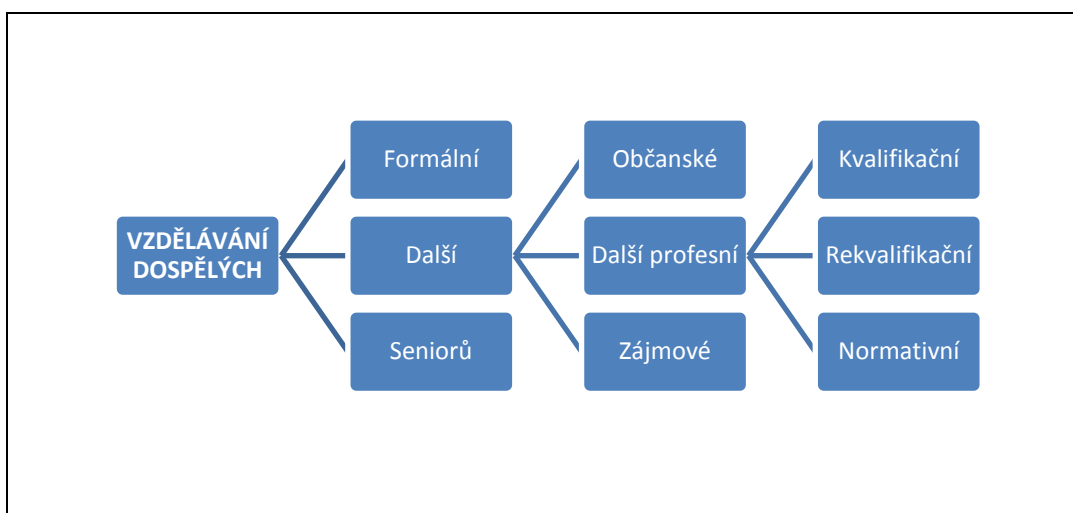 VZDĚLÁVÁNÍ
DOSPĚLÝCH
Formální
Další
Seniorů
Občanské
Další profesní
Zájmové
Kvalifikační
Rekvalifikační
Normativní